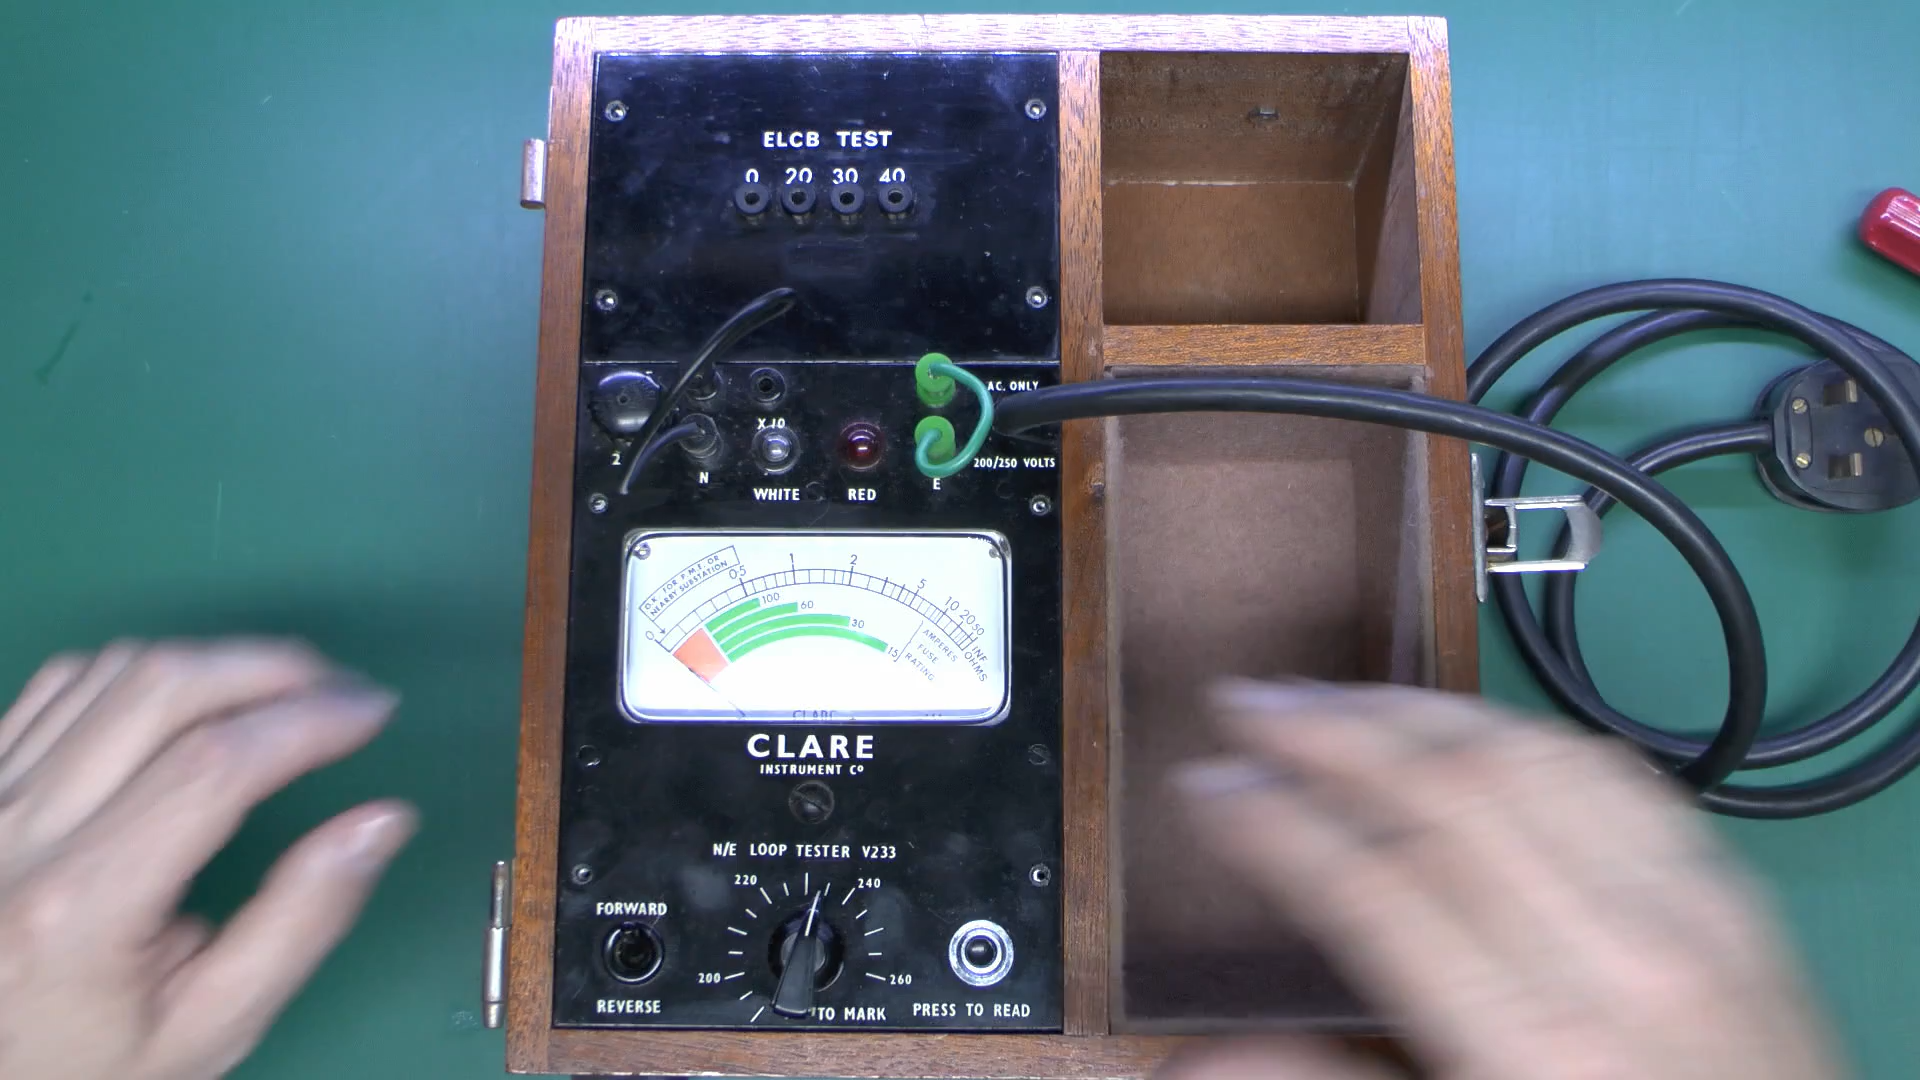 ELCB TEST
0 20 30 40
A.C. ONLY
X 10
2
N
WHITE
RED
E
200/250 VOLTS
O.K. FOR P.M.E. OR
NEARBY SUBSTATION
0 0·5 1 2 5 10 20 50 INF
OHMS
100
60
30
15
AMPERES
FUSE
RATING
CLARE
CLARE
INSTRUMENT Cº
N/E LOOP TESTER V233
220 240
FORWARD
200 260
REVERSE
TO MARK
PRESS TO READ